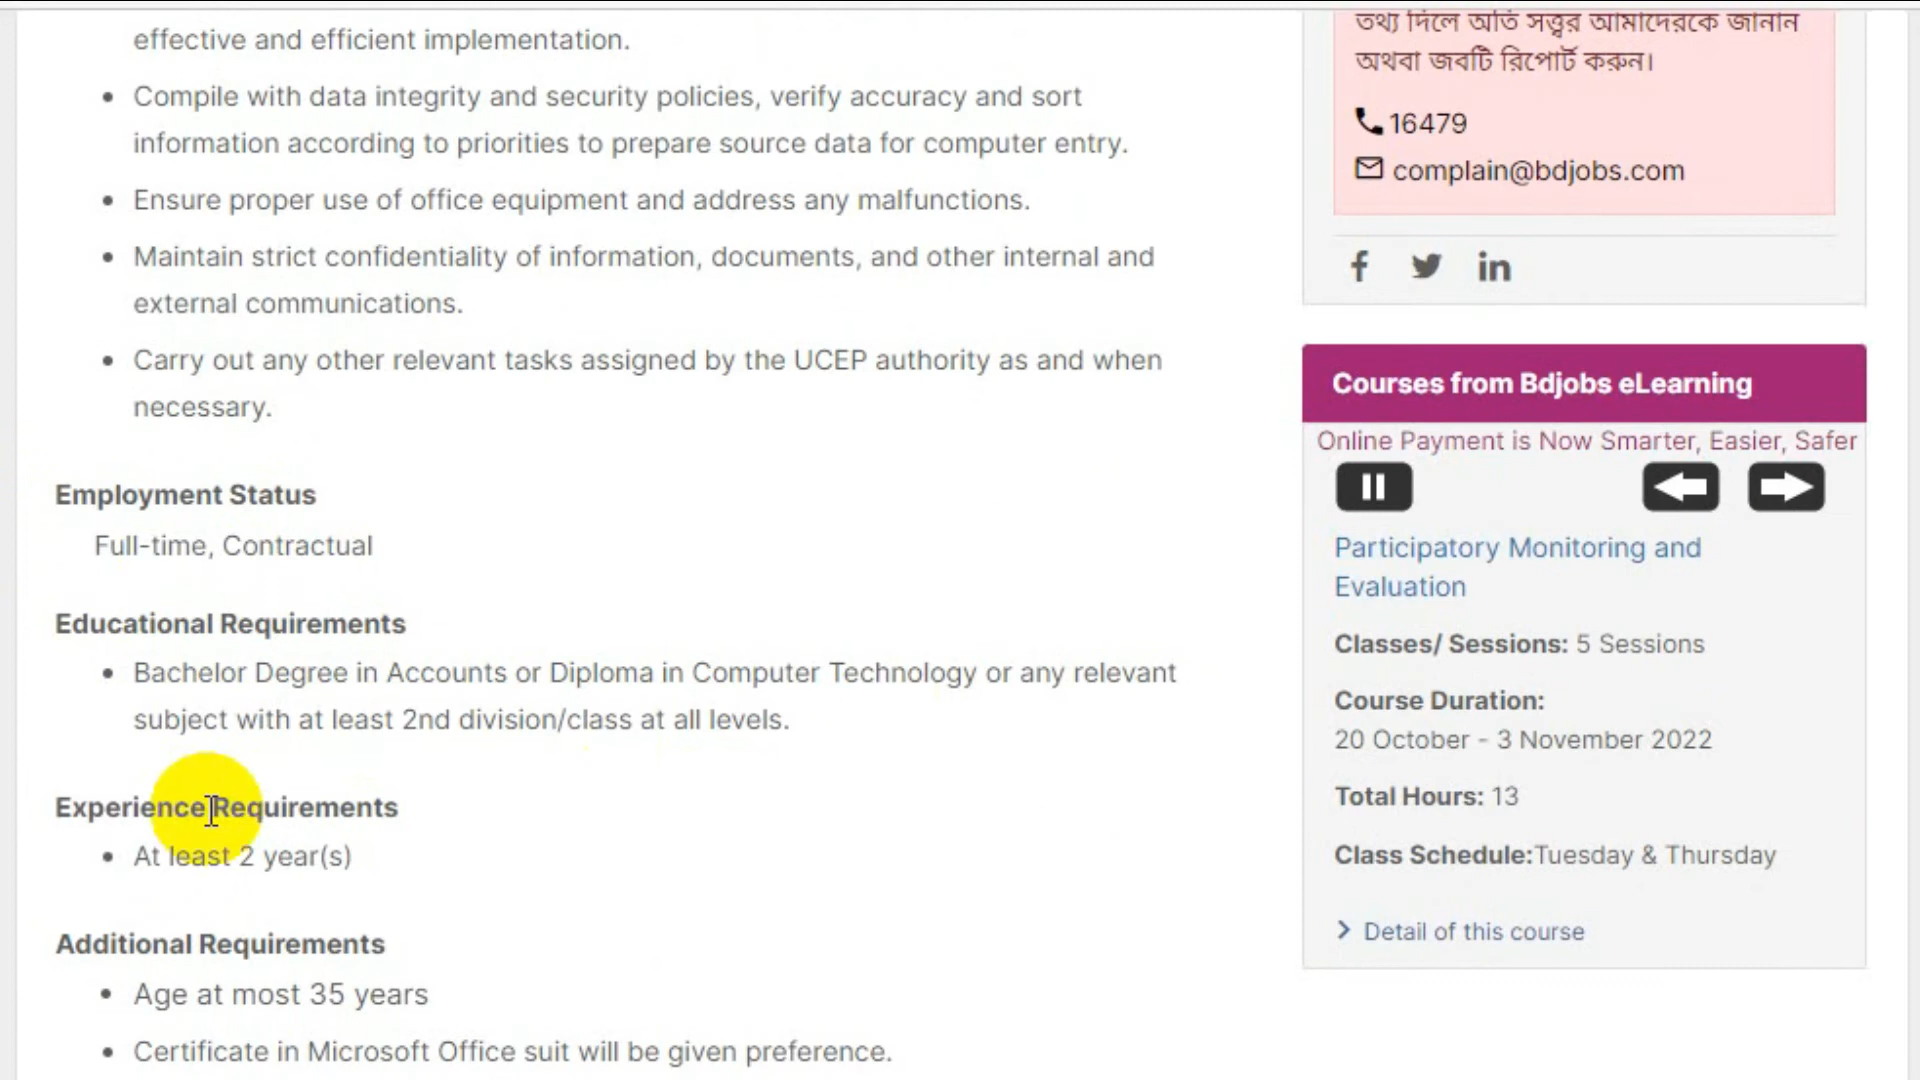 effective and efficient implementation.
Compile with data integrity and security policies, verify accuracy and sort
information according to priorities to prepare source data for computer entry.
Ensure proper use of office equipment and address any malfunctions.
Maintain strict confidentiality of information, documents, and other internal and
external communications.
Carry out any other relevant tasks assigned by the UCEP authority as and when
necessary.
Employment Status
Full-time, Contractual
Educational Requirements
Bachelor Degree in Accounts or Diploma in Computer Technology or any relevant
subject with at least 2nd division/class at all levels.
Experience Requirements
At least 2 year(s)
Additional Requirements
Age at most 35 years
Certificate in Microsoft Office suit will be given preference.
তথ্য দিলে অতি সত্ত্বর আমাদেরকে জানান
অথবা জবটি রিপোর্ট করুন।
16479
complain@bdjobs.com
Courses from Bdjobs eLearning
Online Payment is Now Smarter, Easier, Safer
Participatory Monitoring and
Evaluation
Classes/ Sessions: 5 Sessions
Course Duration:
20 October - 3 November 2022
Total Hours: 13
Class Schedule:Tuesday & Thursday
Detail of this course